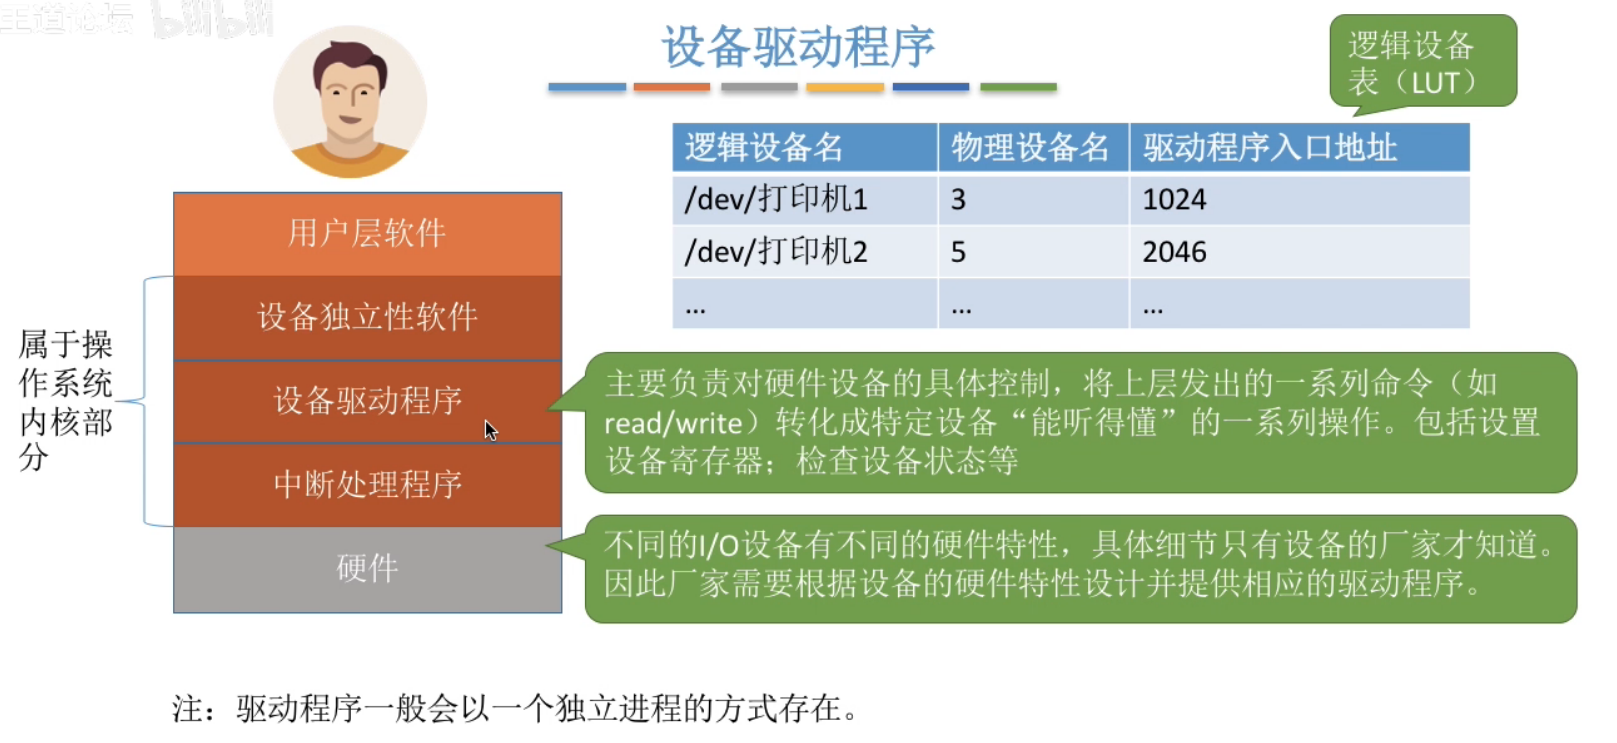 王道论坛 bilibili
设备驱动程序
逻辑设备
表（LUT）
逻辑设备名 物理设备名 驱动程序入口地址
/dev/打印机1 3 1024
/dev/打印机2 5 2046
... ... ...
用户层软件
设备独立性软件
设备驱动程序
中断处理程序
硬件
属于操
作系统
内核部
分
主要负责对硬件设备的具体控制，将上层发出的一系列命令（如
read/write）转化成特定设备“能听得懂”的一系列操作。包括设置
设备寄存器；检查设备状态等
不同的I/O设备有不同的硬件特性，具体细节只有设备的厂家才知道。
因此厂家需要根据设备的硬件特性设计并提供相应的驱动程序。
注：驱动程序一般会以一个独立进程的方式存在。